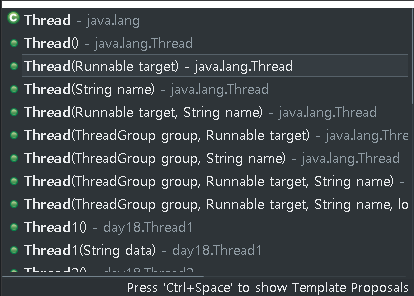 Thread - java.lang
Thread() - java.lang.Thread
Thread(Runnable target) - java.lang.Thread
Thread(String name) - java.lang.Thread
Thread(Runnable target, String name) - java.lang.Thread
Thread(ThreadGroup group, Runnable target) - java.lang.Thre
Thread(ThreadGroup group, String name) - java.lang.Thread
Thread(ThreadGroup group, Runnable target, String name) -
Thread(ThreadGroup group, Runnable target, String name, lo
Thread1() - day18.Thread1
Thread1(String data) - day18.Thread1
Thread2() - day18.Thread2
Press 'Ctrl+Space' to show Template Proposals